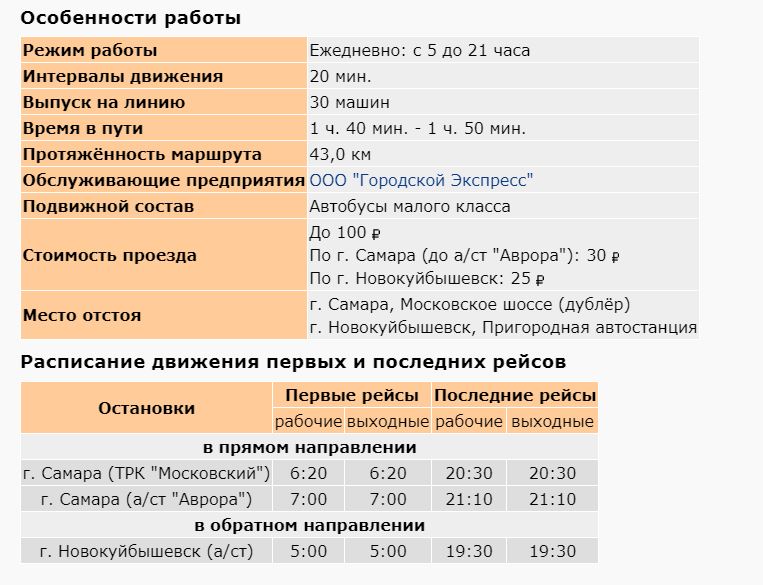 Особенности работы
Режим работы Ежедневно: с 5 до 21 часа
Интервалы движения 20 мин.
Выпуск на линию 30 машин
Время в пути 1 ч. 40 мин. - 1 ч. 50 мин.
Протяжённость маршрута 43,0 км
Обслуживающие предприятия ООО "Городской Экспресс"
Подвижной состав Автобусы малого класса
Стоимость проезда До 100 ₽
По г. Самара (до а/ст "Аврора"): 30 ₽
По г. Новокуйбышевск: 25 ₽
Место отстоя г. Самара, Московское шоссе (дублёр)
г. Новокуйбышевск, Пригородная автостанция
Расписание движения первых и последних рейсов
Остановки Первые рейсы Последние рейсы
рабочие выходные рабочие выходные
в прямом направлении
г. Самара (ТРК "Московский") 6:20 6:20 20:30 20:30
г. Самара (а/ст "Аврора") 7:00 7:00 21:10 21:10
в обратном направлении
г. Новокуйбышевск (а/ст) 5:00 5:00 19:30 19:30